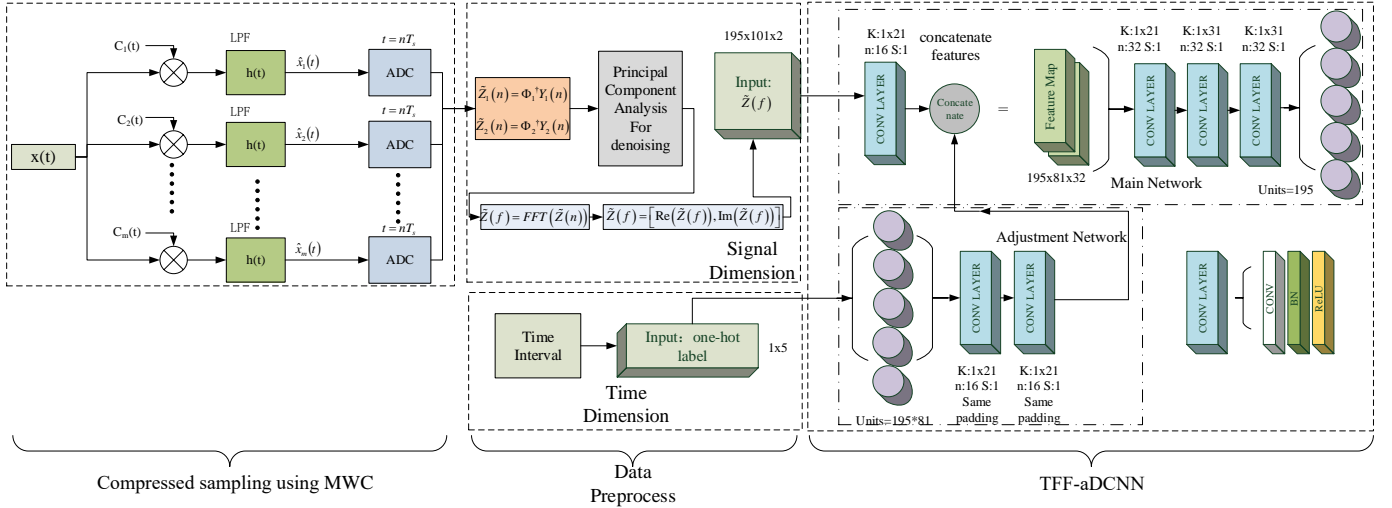 x(t)
C₁(t)
LPF
h(t)
x̂₁(t)
t = nTₛ
ADC
C₂(t)
LPF
h(t)
x̂₂(t)
t = nTₛ
ADC
Cₘ(t)
LPF
h(t)
x̂ₘ(t)
t = nTₛ
ADC
Compressed sampling using MWC
Z̃₁(n) = Φ₁†Y₁(n)
Z̃₂(n) = Φ₂†Y₂(n)
Principal
Component
Analysis
For
denoising
195x101x2
Input:
Z̃(f)
Z̃(f) = FFT(Z̃(n))
Z̃(f) = [Re(Z̃(f)), Im(Z̃(f))]
Signal
Dimension
Time
Interval
Input：one-hot
label
1x5
Time
Dimension
Data
Preprocess
K:1x21
n:16 S:1
CONV LAYER
concatenate
features
Concate
nate
=
Feature Map
195x81x32
K:1x21
n:32 S:1
CONV LAYER
K:1x31
n:32 S:1
CONV LAYER
K:1x31
n:32 S:1
CONV LAYER
Main Network
Units=195
Adjustment Network
Units=195*81
CONV LAYER
K:1x21
n:16 S:1
Same
padding
CONV LAYER
K:1x21
n:16 S:1
Same
padding
CONV LAYER
CONV
BN
ReLU
TFF-aDCNN